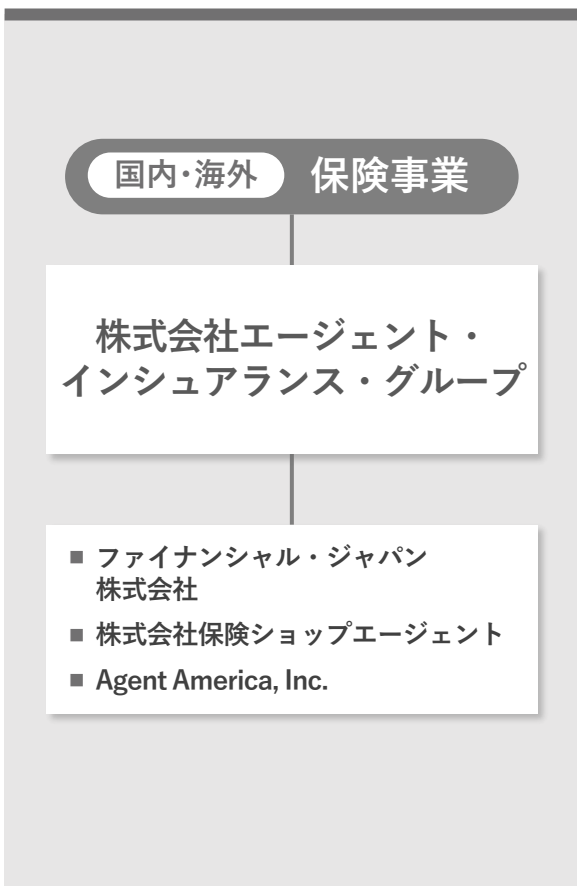 国内・海外 保険事業
株式会社エージェント・
インシュアランス・グループ
■ ファイナンシャル・ジャパン
株式会社
■ 株式会社保険ショップエージェント
■ Agent America, Inc.